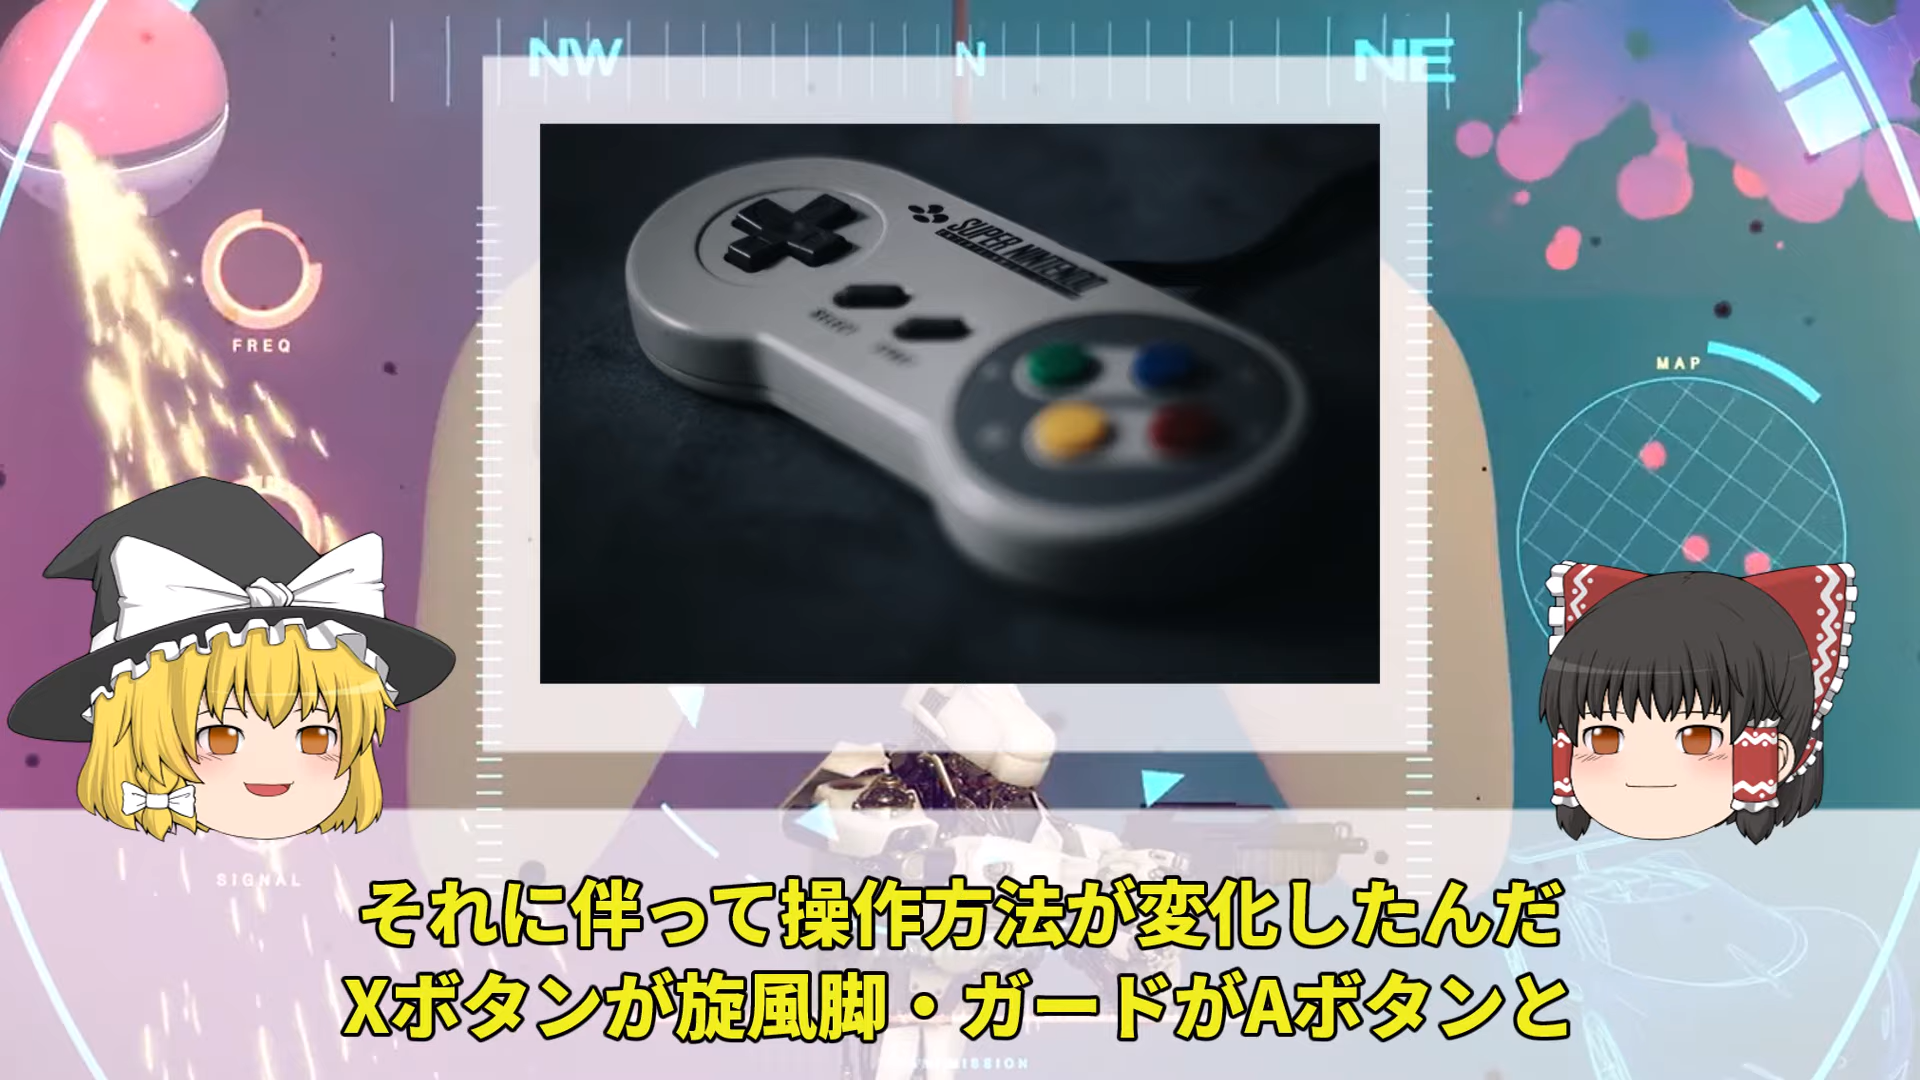 NW N NE
SUPER NINTENDO
SELECT
FREQ
MAP
SIGNAL
それに伴って操作方法が変化したんだ
Xボタンが旋風脚・ガードがAボタンと